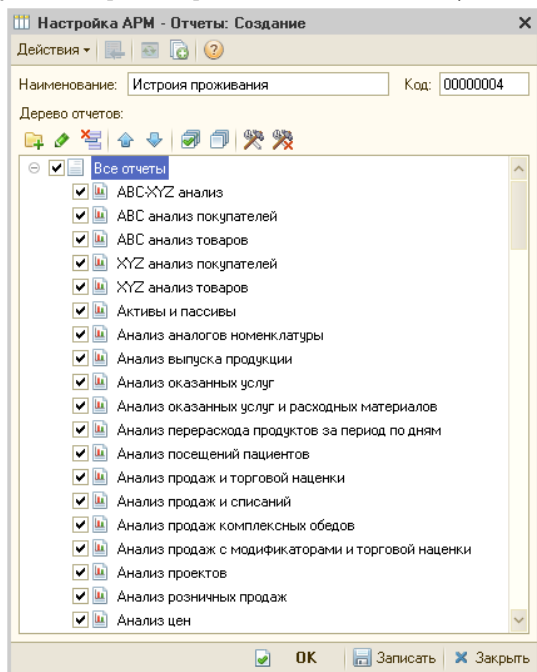 Настройка АРМ - Отчеты: Создание
Действия
Наименование: Истроия проживания Код: 00000004
Дерево отчетов:
Все отчеты
ABC-XYZ анализ
ABC анализ покупателей
ABC анализ товаров
XYZ анализ покупателей
XYZ анализ товаров
Активы и пассивы
Анализ аналогов номенклатуры
Анализ выпуска продукции
Анализ оказанных услуг
Анализ оказанных услуг и расходных материалов
Анализ перерасхода продуктов за период по дням
Анализ посещений пациентов
Анализ продаж и торговой наценки
Анализ продаж и списаний
Анализ продаж комплексных обедов
Анализ продаж с модификаторами и торговой наценки
Анализ проектов
Анализ розничных продаж
Анализ цен
OK Записать Закрыть